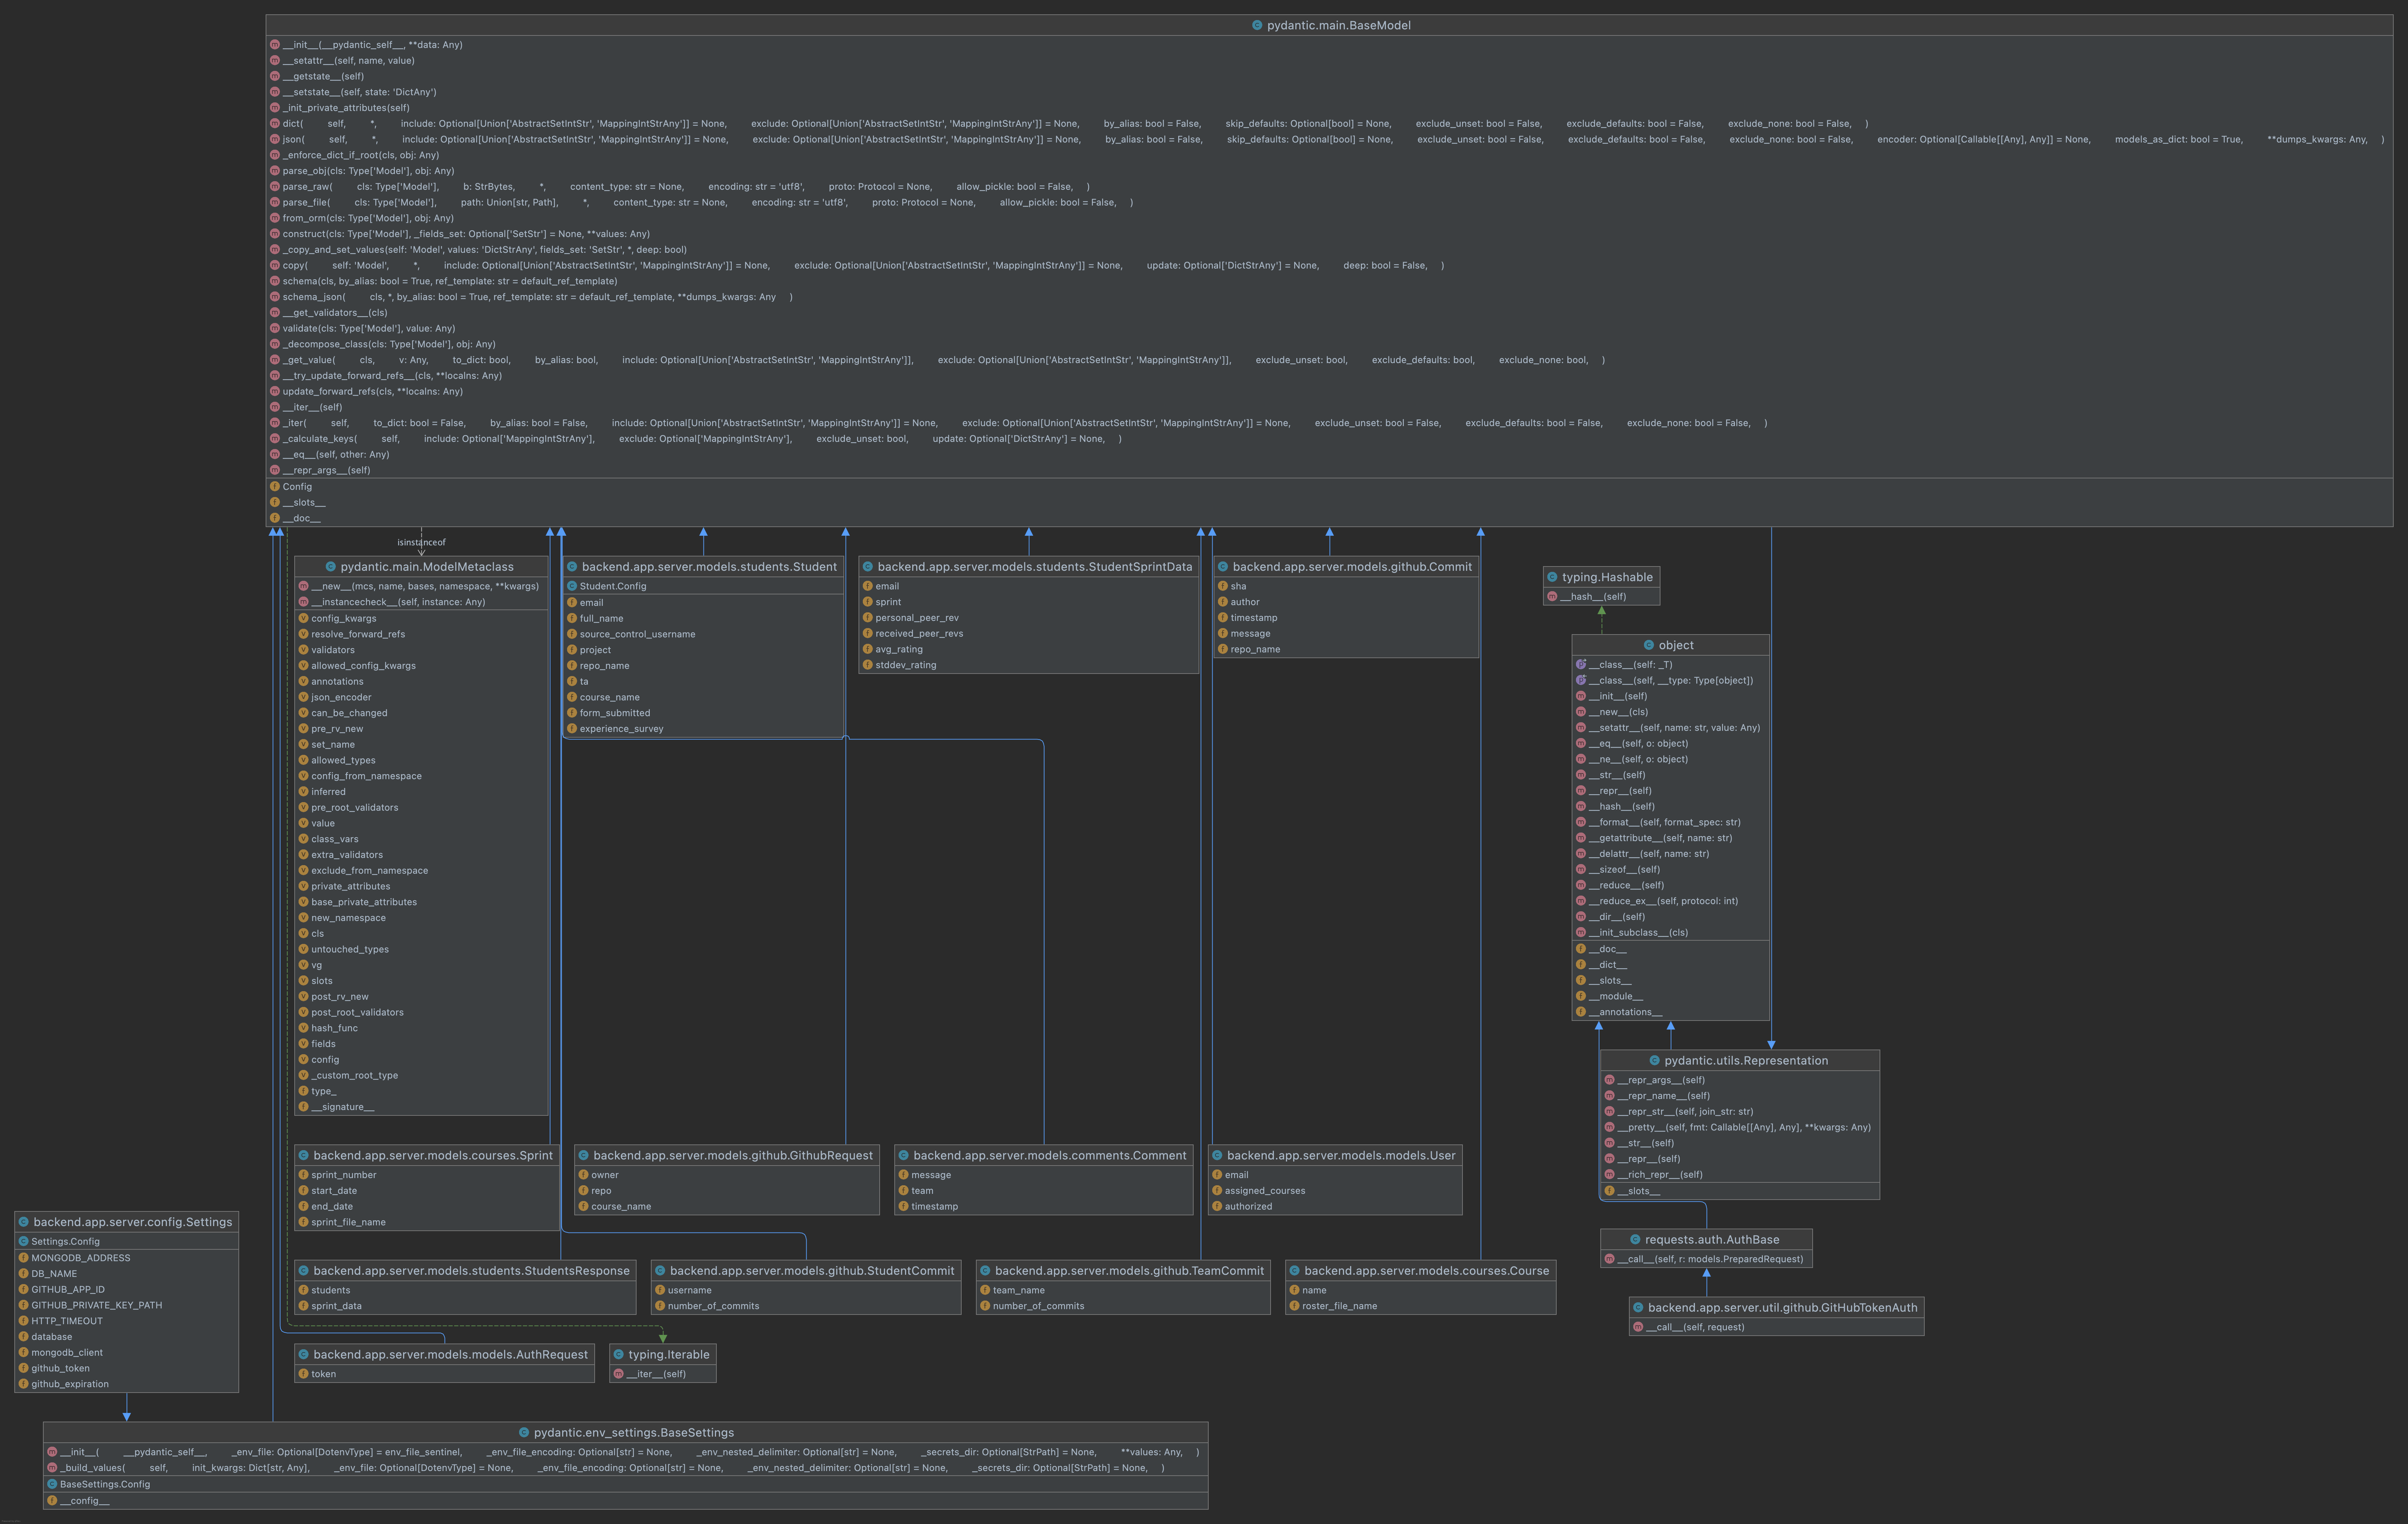 pydantic.main.BaseModel
__init__(__pydantic_self__, **data: Any)
__setattr__(self, name, value)
__getstate__(self)
__setstate__(self, state: 'DictAny')
_init_private_attributes(self)
dict( self, *, include: Optional[Union['AbstractSetIntStr', 'MappingIntStrAny']] = None, exclude: Optional[Union['AbstractSetIntStr', 'MappingIntStrAny']] = None, by_alias: bool = False, skip_defaults: Optional[bool] = None, exclude_unset: bool = False, exclude_defaults: bool = False, exclude_none: bool = False, )
json( self, *, include: Optional[Union['AbstractSetIntStr', 'MappingIntStrAny']] = None, exclude: Optional[Union['AbstractSetIntStr', 'MappingIntStrAny']] = None, by_alias: bool = False, skip_defaults: Optional[bool] = None, exclude_unset: bool = False, exclude_defaults: bool = False, exclude_none: bool = False, encoder: Optional[Callable[[Any], Any]] = None, models_as_dict: bool = True, **dumps_kwargs: Any, )
_enforce_dict_if_root(cls, obj: Any)
parse_obj(cls: Type['Model'], obj: Any)
parse_raw( cls: Type['Model'], b: StrBytes, *, content_type: str = None, encoding: str = 'utf8', proto: Protocol = None, allow_pickle: bool = False, )
parse_file( cls: Type['Model'], path: Union[str, Path], *, content_type: str = None, encoding: str = 'utf8', proto: Protocol = None, allow_pickle: bool = False, )
from_orm(cls: Type['Model'], obj: Any)
construct(cls: Type['Model'], _fields_set: Optional['SetStr'] = None, **values: Any)
_copy_and_set_values(self: 'Model', values: 'DictStrAny', fields_set: 'SetStr', *, deep: bool)
copy( self: 'Model', *, include: Optional[Union['AbstractSetIntStr', 'MappingIntStrAny']] = None, exclude: Optional[Union['AbstractSetIntStr', 'MappingIntStrAny']] = None, update: Optional['DictStrAny'] = None, deep: bool = False, )
schema(cls, by_alias: bool = True, ref_template: str = default_ref_template)
schema_json( cls, *, by_alias: bool = True, ref_template: str = default_ref_template, **dumps_kwargs: Any )
__get_validators__(cls)
validate(cls: Type['Model'], value: Any)
_decompose_class(cls: Type['Model'], obj: Any)
_get_value( cls, v: Any, to_dict: bool, by_alias: bool, include: Optional[Union['AbstractSetIntStr', 'MappingIntStrAny']], exclude: Optional[Union['AbstractSetIntStr', 'MappingIntStrAny']], exclude_unset: bool, exclude_defaults: bool, exclude_none: bool, )
__try_update_forward_refs__(cls, **localns: Any)
update_forward_refs(cls, **localns: Any)
__iter__(self)
_iter( self, to_dict: bool = False, by_alias: bool = False, include: Optional[Union['AbstractSetIntStr', 'MappingIntStrAny']] = None, exclude: Optional[Union['AbstractSetIntStr', 'MappingIntStrAny']] = None, exclude_unset: bool = False, exclude_defaults: bool = False, exclude_none: bool = False, )
_calculate_keys( self, include: Optional['MappingIntStrAny'], exclude: Optional['MappingIntStrAny'], exclude_unset: bool, update: Optional['DictStrAny'] = None, )
__eq__(self, other: Any)
__repr_args__(self)
Config
__slots__
__doc__
isinstanceof
pydantic.main.ModelMetaclass
__new__(mcs, name, bases, namespace, **kwargs)
__instancecheck__(self, instance: Any)
config_kwargs
resolve_forward_refs
validators
allowed_config_kwargs
annotations
json_encoder
can_be_changed
pre_rv_new
set_name
allowed_types
config_from_namespace
inferred
pre_root_validators
value
class_vars
extra_validators
exclude_from_namespace
private_attributes
base_private_attributes
new_namespace
cls
untouched_types
vg
slots
post_rv_new
post_root_validators
hash_func
fields
config
_custom_root_type
type_
__signature__
backend.app.server.models.students.Student
Student.Config
email
full_name
source_control_username
project
repo_name
ta
course_name
form_submitted
experience_survey
backend.app.server.models.students.StudentSprintData
email
sprint
personal_peer_rev
received_peer_revs
avg_rating
stddev_rating
backend.app.server.models.github.Commit
sha
author
timestamp
message
repo_name
typing.Hashable
__hash__(self)
object
__class__(self: _T)
__class__(self, __type: Type[object])
__init__(self)
__new__(cls)
__setattr__(self, name: str, value: Any)
__eq__(self, o: object)
__ne__(self, o: object)
__str__(self)
__repr__(self)
__hash__(self)
__format__(self, format_spec: str)
__getattribute__(self, name: str)
__delattr__(self, name: str)
__sizeof__(self)
__reduce__(self)
__reduce_ex__(self, protocol: int)
__dir__(self)
__init_subclass__(cls)
__doc__
__dict__
__slots__
__module__
__annotations__
pydantic.utils.Representation
__repr_args__(self)
__repr_name__(self)
__repr_str__(self, join_str: str)
__pretty__(self, fmt: Callable[[Any], Any], **kwargs: Any)
__str__(self)
__repr__(self)
__rich_repr__(self)
__slots__
backend.app.server.models.courses.Sprint
sprint_number
start_date
end_date
sprint_file_name
backend.app.server.models.github.GithubRequest
owner
repo
course_name
backend.app.server.models.comments.Comment
message
team
timestamp
backend.app.server.models.models.User
email
assigned_courses
authorized
backend.app.server.config.Settings
Settings.Config
MONGODB_ADDRESS
DB_NAME
GITHUB_APP_ID
GITHUB_PRIVATE_KEY_PATH
HTTP_TIMEOUT
database
mongodb_client
github_token
github_expiration
requests.auth.AuthBase
__call__(self, r: models.PreparedRequest)
backend.app.server.models.students.StudentsResponse
students
sprint_data
backend.app.server.models.github.StudentCommit
username
number_of_commits
backend.app.server.models.github.TeamCommit
team_name
number_of_commits
backend.app.server.models.courses.Course
name
roster_file_name
backend.app.server.util.github.GitHubTokenAuth
__call__(self, request)
backend.app.server.models.models.AuthRequest
token
typing.Iterable
__iter__(self)
pydantic.env_settings.BaseSettings
__init__( __pydantic_self__, _env_file: Optional[DotenvType] = env_file_sentinel, _env_file_encoding: Optional[str] = None, _env_nested_delimiter: Optional[str] = None, _secrets_dir: Optional[StrPath] = None, **values: Any, )
_build_values( self, init_kwargs: Dict[str, Any], _env_file: Optional[DotenvType] = None, _env_file_encoding: Optional[str] = None, _env_nested_delimiter: Optional[str] = None, _secrets_dir: Optional[StrPath] = None, )
BaseSettings.Config
__config__